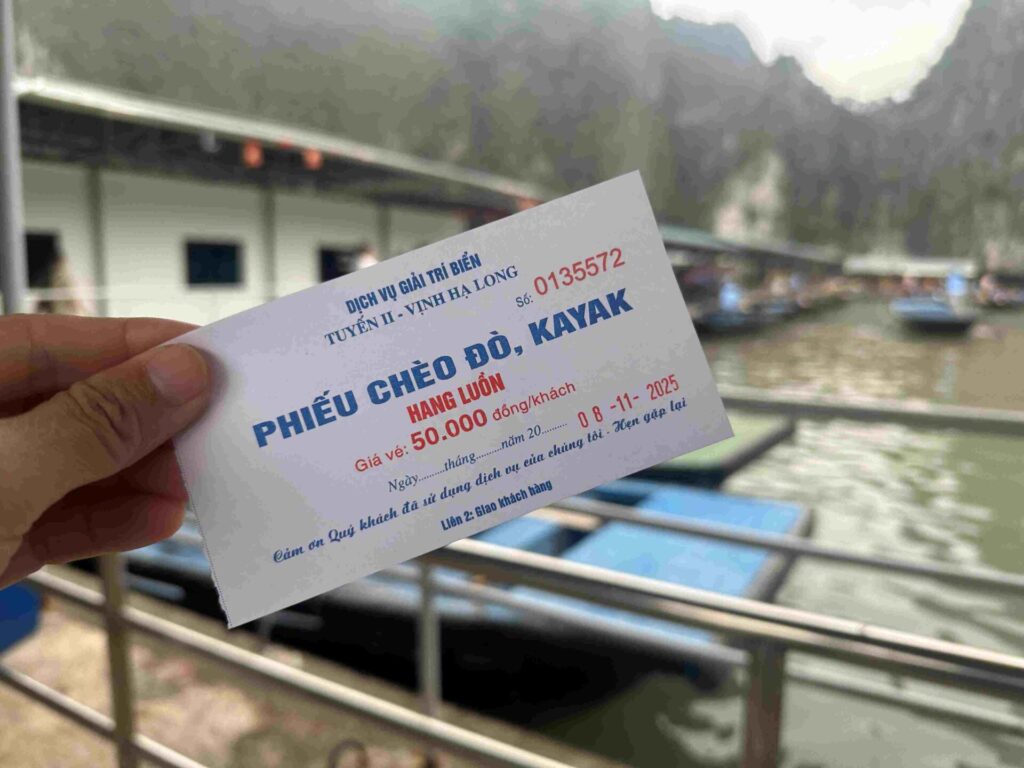 DỊCH VỤ GIẢI TRÍ BIỂN
TUYẾN II - VỊNH HẠ LONG
Số: 0135572
PHIẾU CHÈO ĐÒ, KAYAK
HANG LUỒN
Giá vé: 50.000 đồng/khách
Ngày.........tháng.........năm 20......... 08-11-2025
Cảm ơn Quý khách đã sử dụng dịch vụ của chúng tôi - Hẹn gặp lại
Liên 2: Giao khách hàng